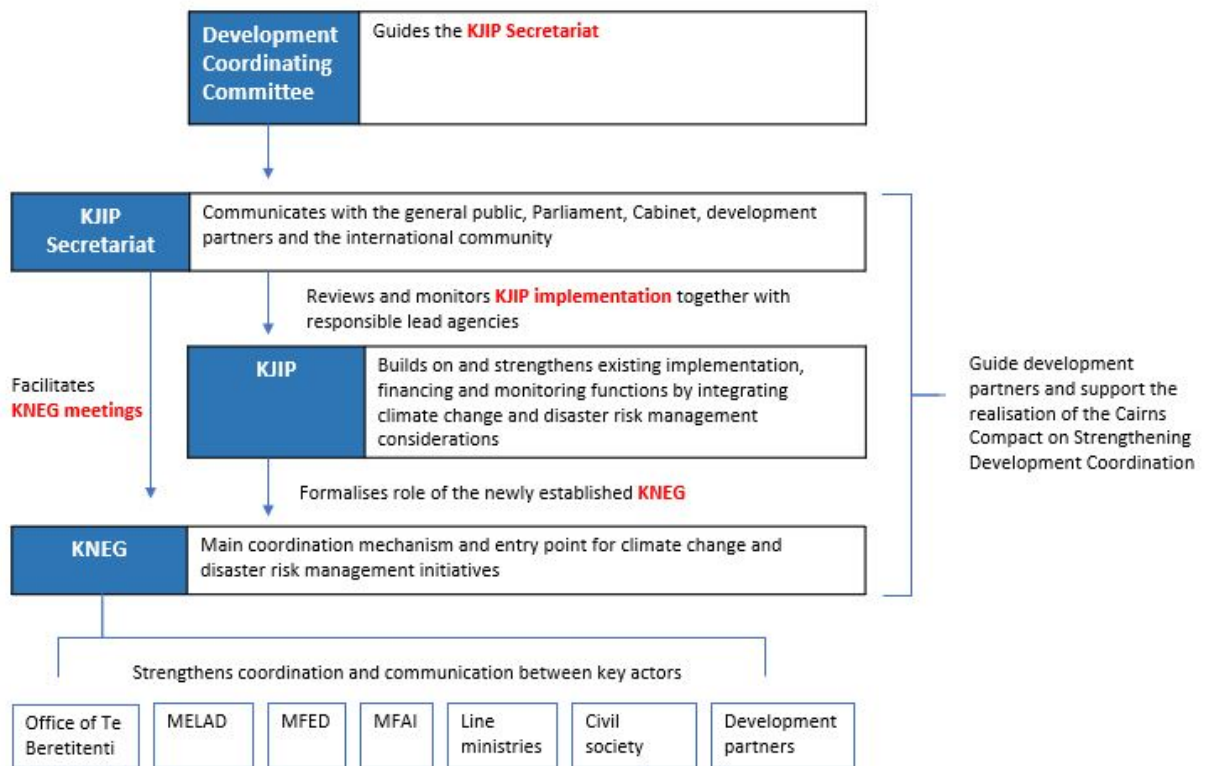 Development
Coordinating
Committee
Guides the KJIP Secretariat
KJIP
Secretariat
Communicates with the general public, Parliament, Cabinet, development
partners and the international community
Reviews and monitors KJIP implementation together with
responsible lead agencies
Facilitates
KNEG meetings
KJIP
Builds on and strengthens existing implementation,
financing and monitoring functions by integrating
climate change and disaster risk management
considerations
Guide development
partners and support the
realisation of the Cairns
Compact on Strengthening
Development Coordination
Formalises role of the newly established KNEG
KNEG
Main coordination mechanism and entry point for climate change and
disaster risk management initiatives
Strengthens coordination and communication between key actors
Office of Te
Beretitenti
MELAD
MFED
MFAI
Line
ministries
Civil
society
Development
partners